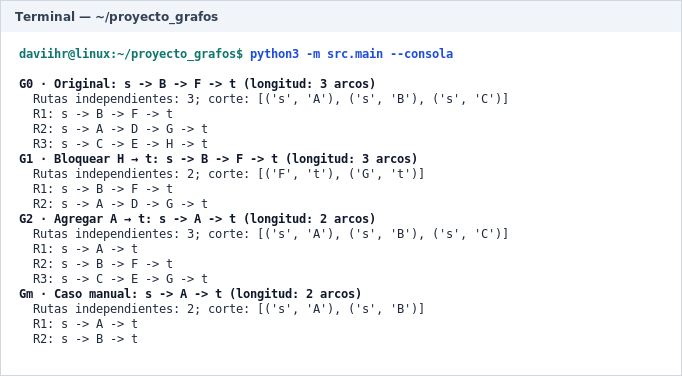 Terminal — ~/proyecto_grafos
daviihr@linux:~/proyecto_grafos$ python3 -m src.main --consola
G0 · Original: s -> B -> F -> t (longitud: 3 arcos)
Rutas independientes: 3; corte: [('s', 'A'), ('s', 'B'), ('s', 'C')]
R1: s -> B -> F -> t
R2: s -> A -> D -> G -> t
R3: s -> C -> E -> H -> t
G1 · Bloquear H → t: s -> B -> F -> t (longitud: 3 arcos)
Rutas independientes: 2; corte: [('F', 't'), ('G', 't')]
R1: s -> B -> F -> t
R2: s -> A -> D -> G -> t
G2 · Agregar A → t: s -> A -> t (longitud: 2 arcos)
Rutas independientes: 3; corte: [('s', 'A'), ('s', 'B'), ('s', 'C')]
R1: s -> A -> t
R2: s -> B -> F -> t
R3: s -> C -> E -> G -> t
Gm · Caso manual: s -> A -> t (longitud: 2 arcos)
Rutas independientes: 2; corte: [('s', 'A'), ('s', 'B')]
R1: s -> A -> t
R2: s -> B -> t